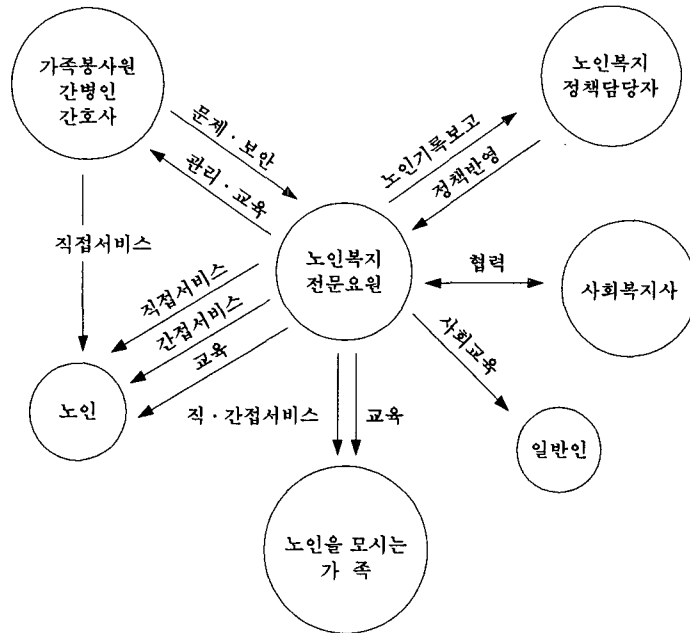 가족봉사원
간병인
간호사
노인복지
정책담당자
문제·보안
관리·교육
노인기록보고
정책반영
직접서비스
노인복지
전문요원
협력
사회복지사
직접서비스
간접서비스
교육
사회교육
노인
직·간접서비스
교육
일반인
노인을 모시는
가 족